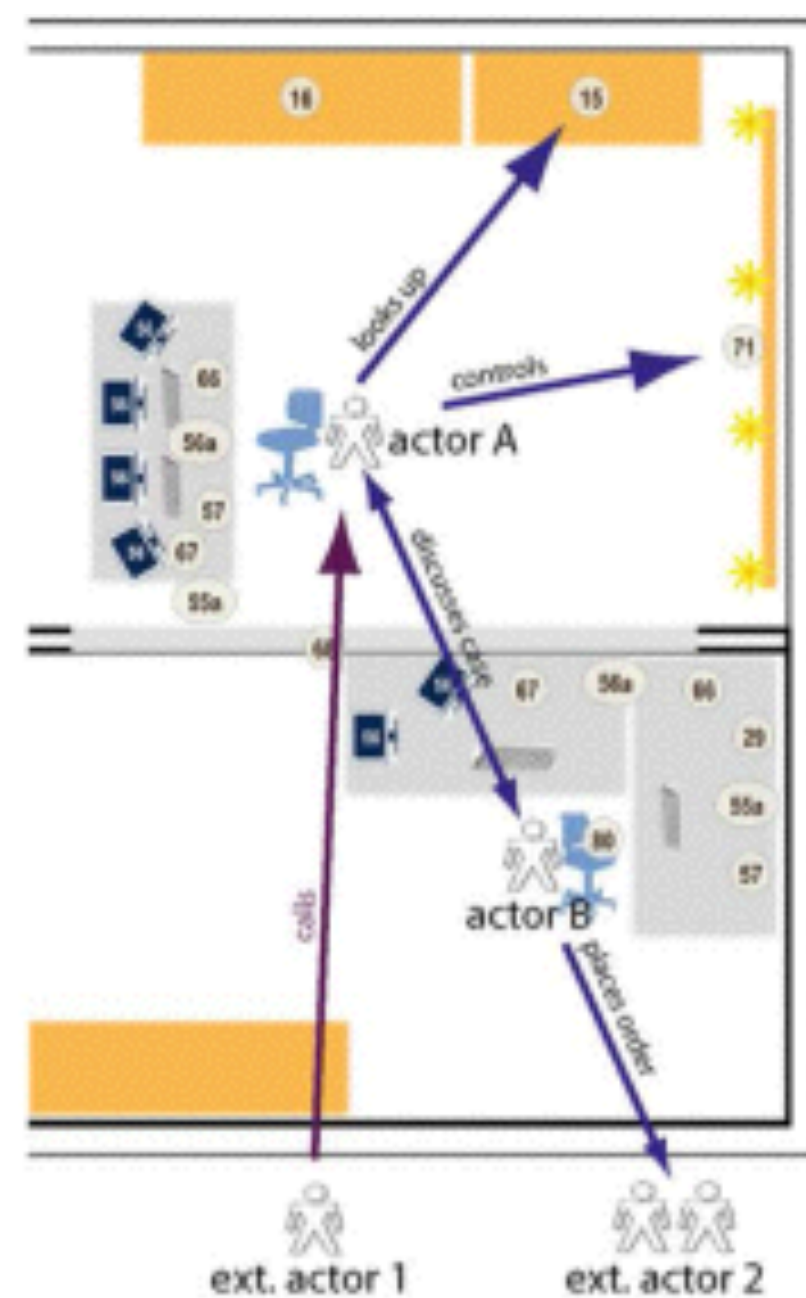 16
15
looks up
71
controls
66
actor A
56a
57
67
55a
discusses case
67
56a
66
29
55a
57
80
actor B
calls
places order
ext. actor 1
ext. actor 2